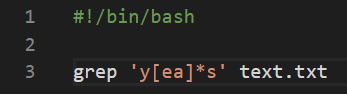 1 #!/bin/bash
2
3 grep 'y[ea]*s' text.txt